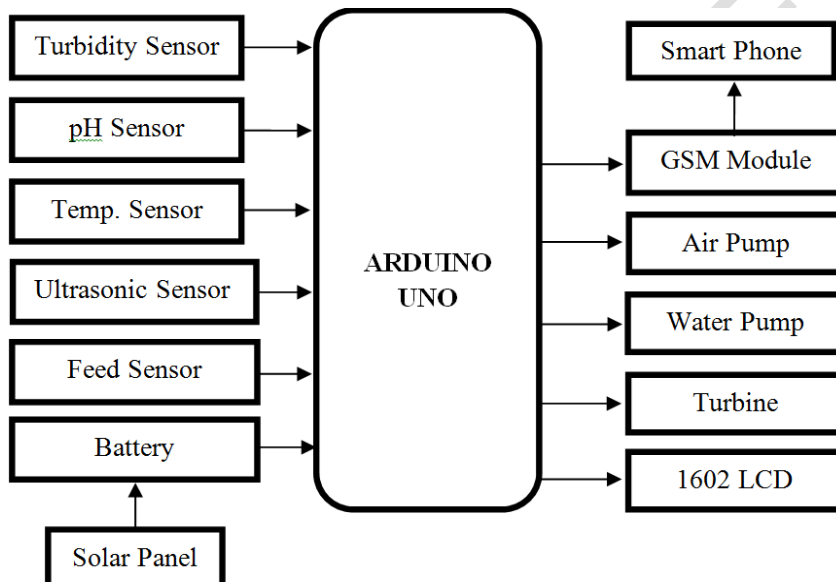 Turbidity Sensor
pH Sensor
Temp. Sensor
Ultrasonic Sensor
Feed Sensor
Battery
Solar Panel
ARDUINO
UNO
Smart Phone
GSM Module
Air Pump
Water Pump
Turbine
1602 LCD